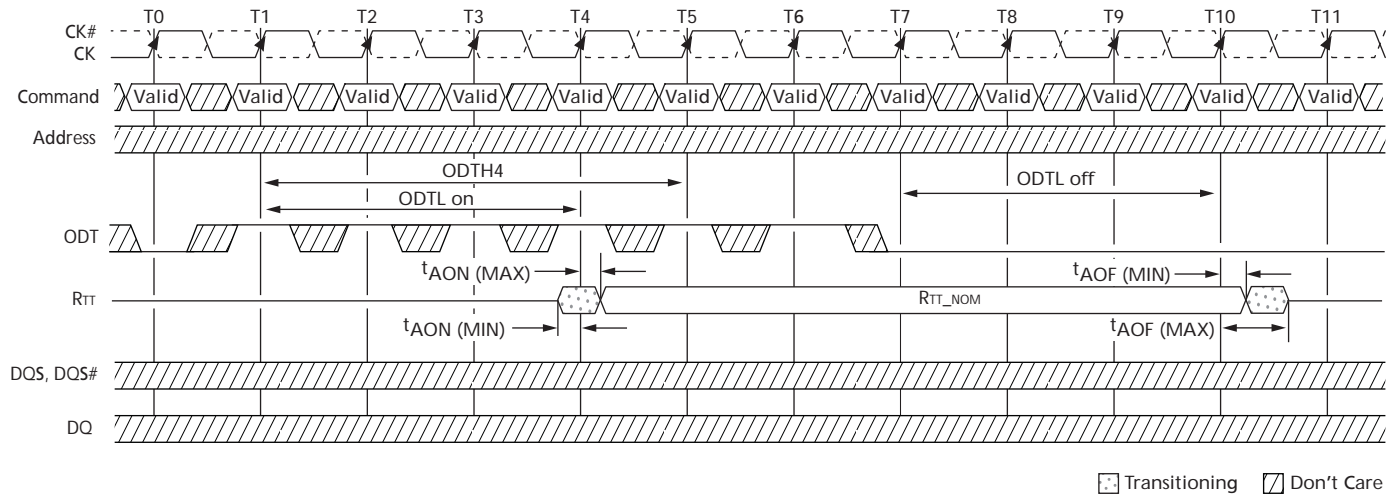 T0 T1 T2 T3 T4 T5 T6 T7 T8 T9 T10 T11
CK#
CK
Command Valid Valid Valid Valid Valid Valid Valid Valid Valid Valid Valid Valid
Address
ODTH4
ODTL off
ODTL on
ODT
tAON (MAX) tAOF (MIN)
RTT RTT_NOM
tAON (MIN) tAOF (MAX)
DQS, DQS#
DQ
Transitioning Don't Care